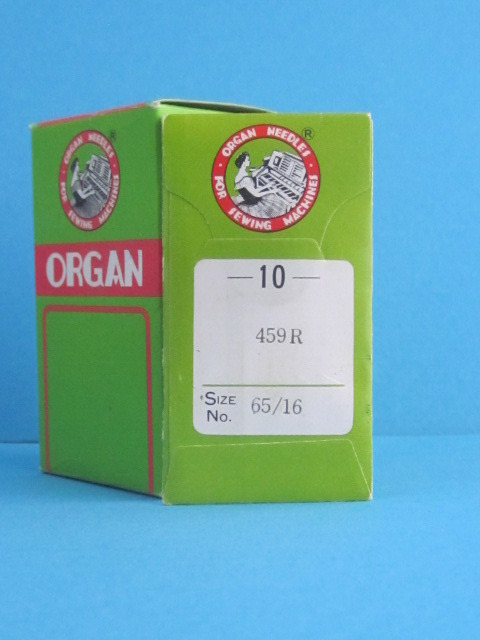 ORGAN NEEDLES
FOR SEWING MACHINES
ORGAN
®
ORGAN NEEDLES
FOR SEWING MACHINES
®
— 10 —
459R
SIZE No. 65/16